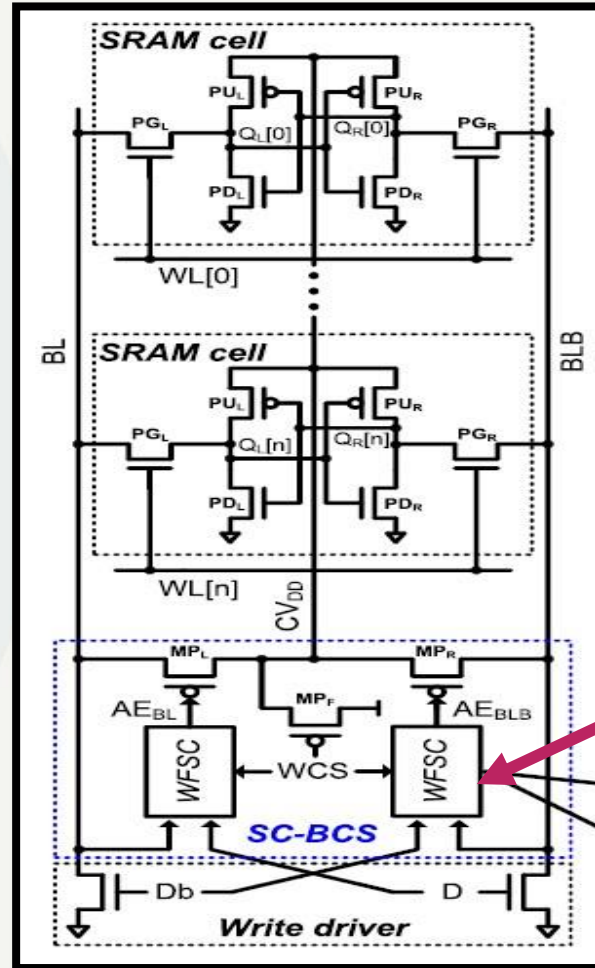 SRAM cell
PUL PUR
PGL QL[0] QR[0] PGR
PDL PDR
WL[0]
BL BLB
SRAM cell
PUL PUR
PGL QL[n] QR[n] PGR
PDL PDR
WL[n]
CVDD
MPL MPR
MPF
AEBL AEBLB
WFSC WCS WFSC
SC-BCS
Db D
Write driver